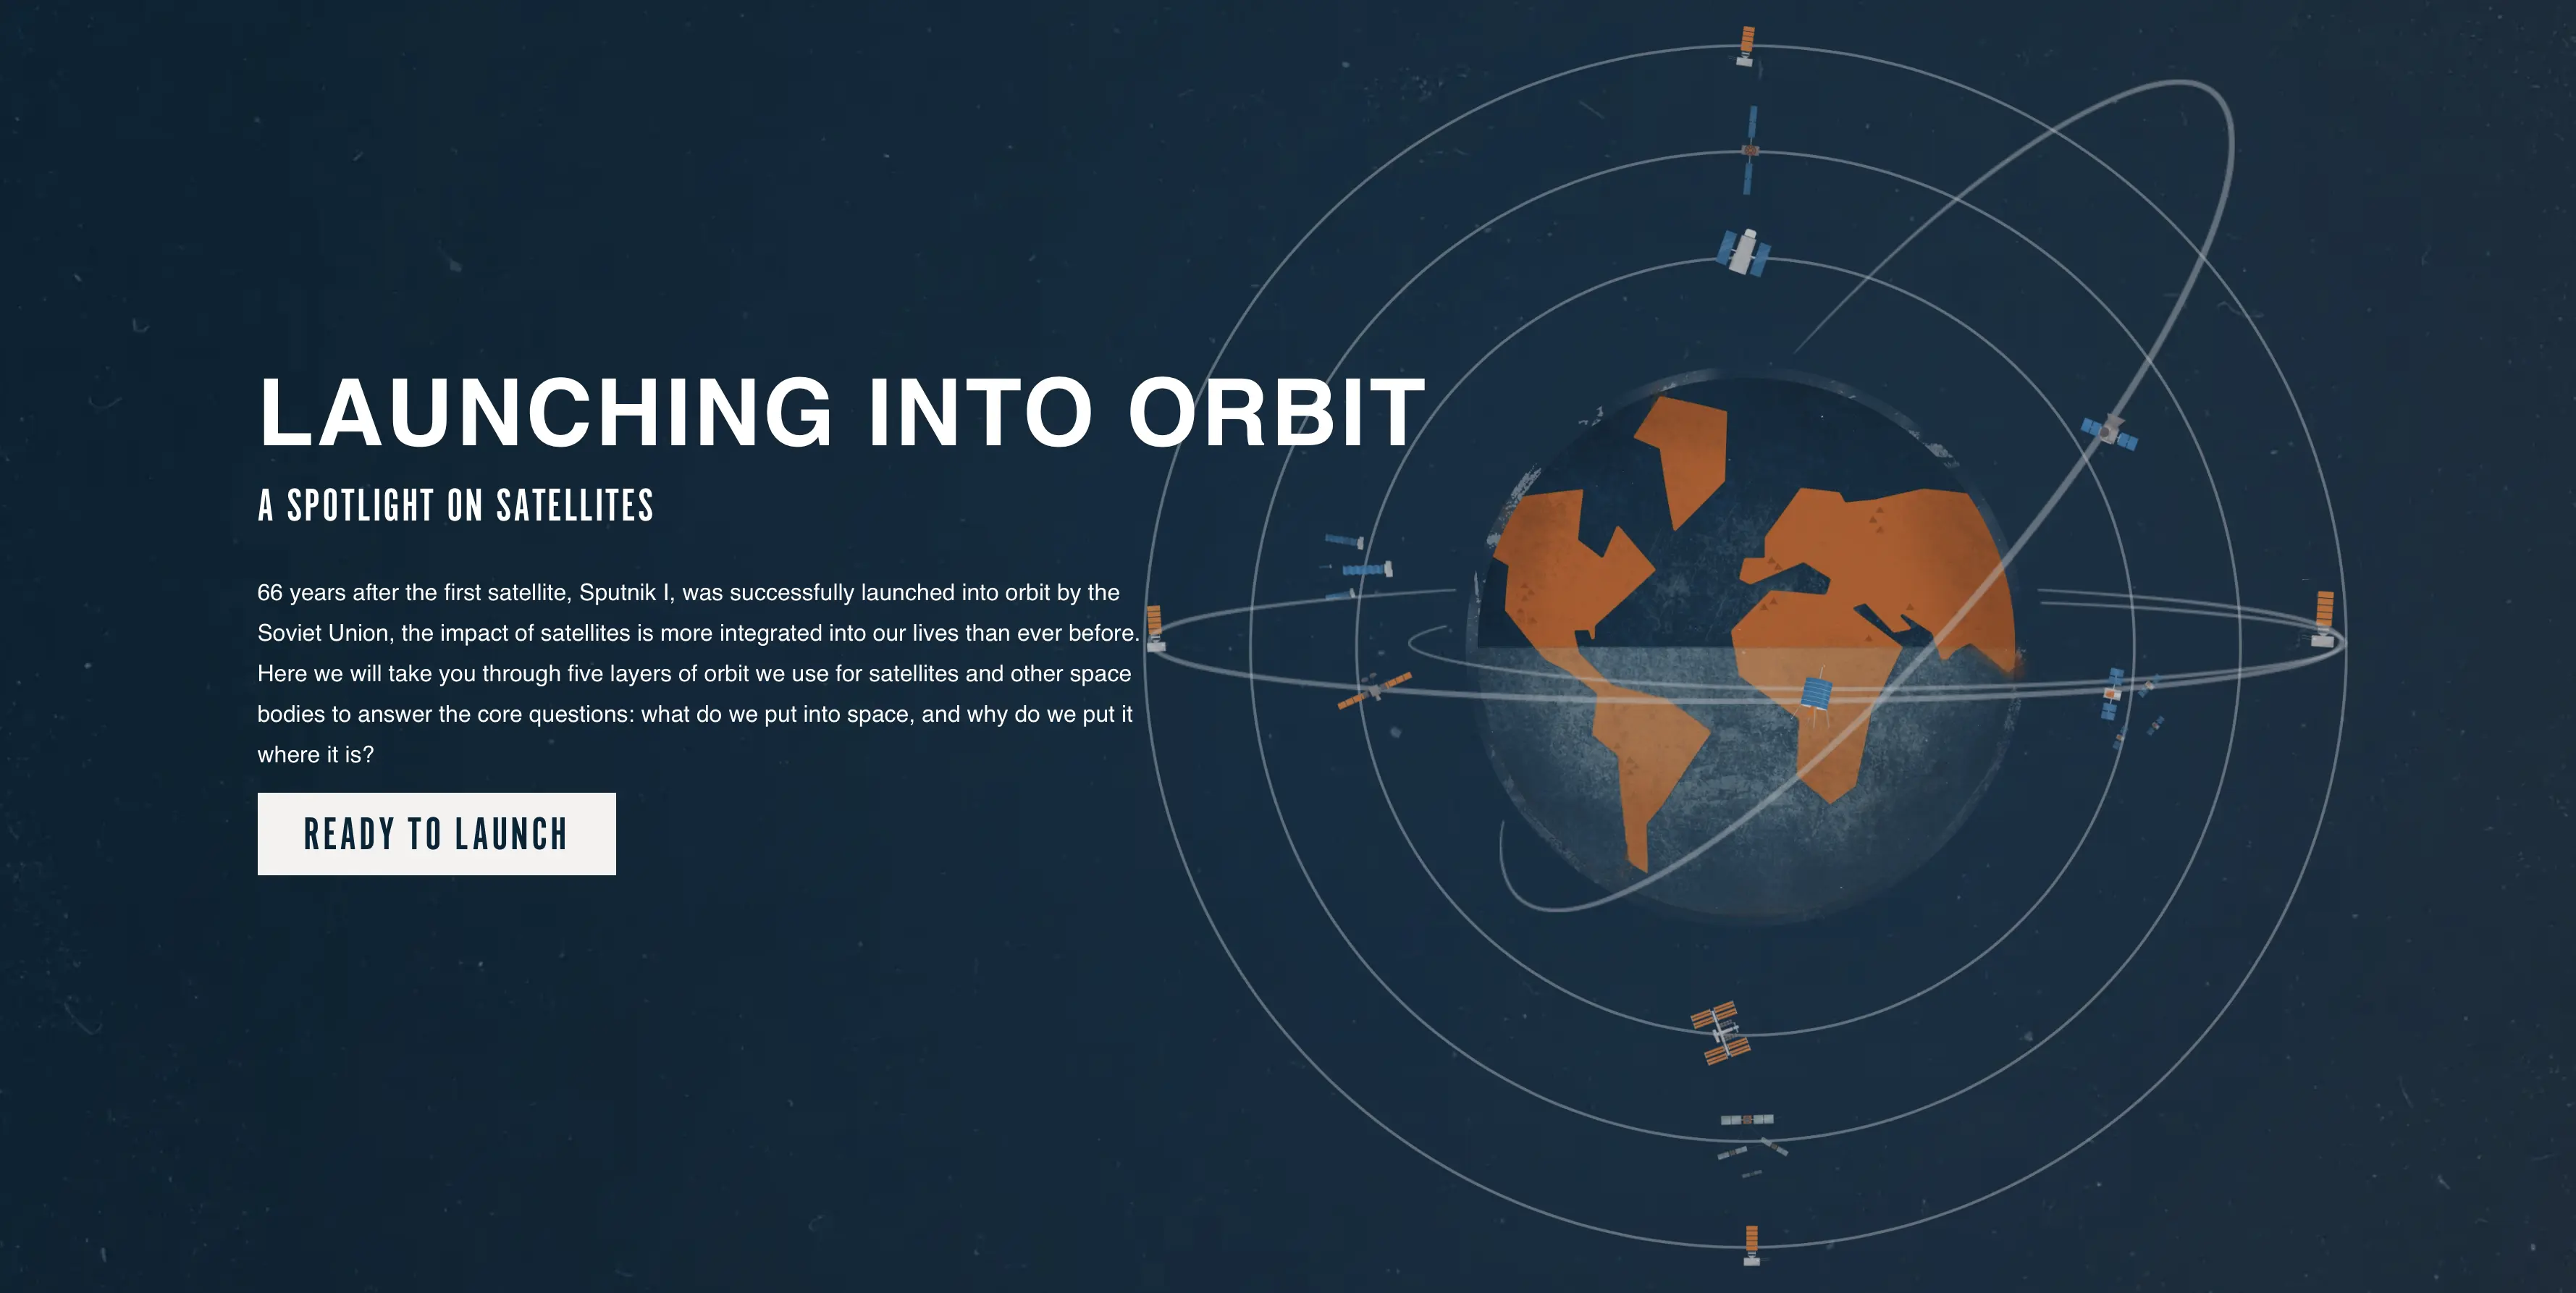 LAUNCHING INTO ORBIT
A SPOTLIGHT ON SATELLITES
66 years after the first satellite, Sputnik I, was successfully launched into orbit by the
Soviet Union, the impact of satellites is more integrated into our lives than ever before.
Here we will take you through five layers of orbit we use for satellites and other space
bodies to answer the core questions: what do we put into space, and why do we put it
where it is?
READY TO LAUNCH